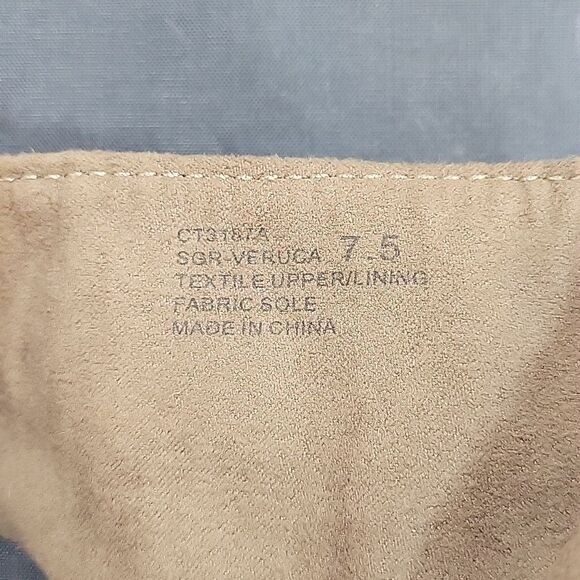 CT3187A
SGR-VERUCA 7.5
TEXTILE UPPER/LINING
FABRIC SOLE
MADE IN CHINA